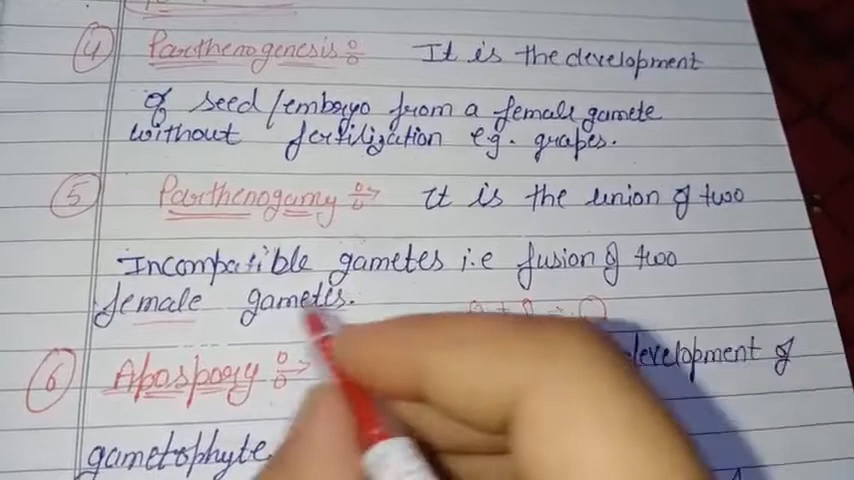 ④ Parthenogenesis :- It is the development
of seed/embryo from a female gamete
without fertilization e.g. grapes.
⑤ Parthenogamy :-> It is the union of two
Incompatible gametes i.e fusion of two
female gametes.
⑥ Apospory :-> development of
gametophyte